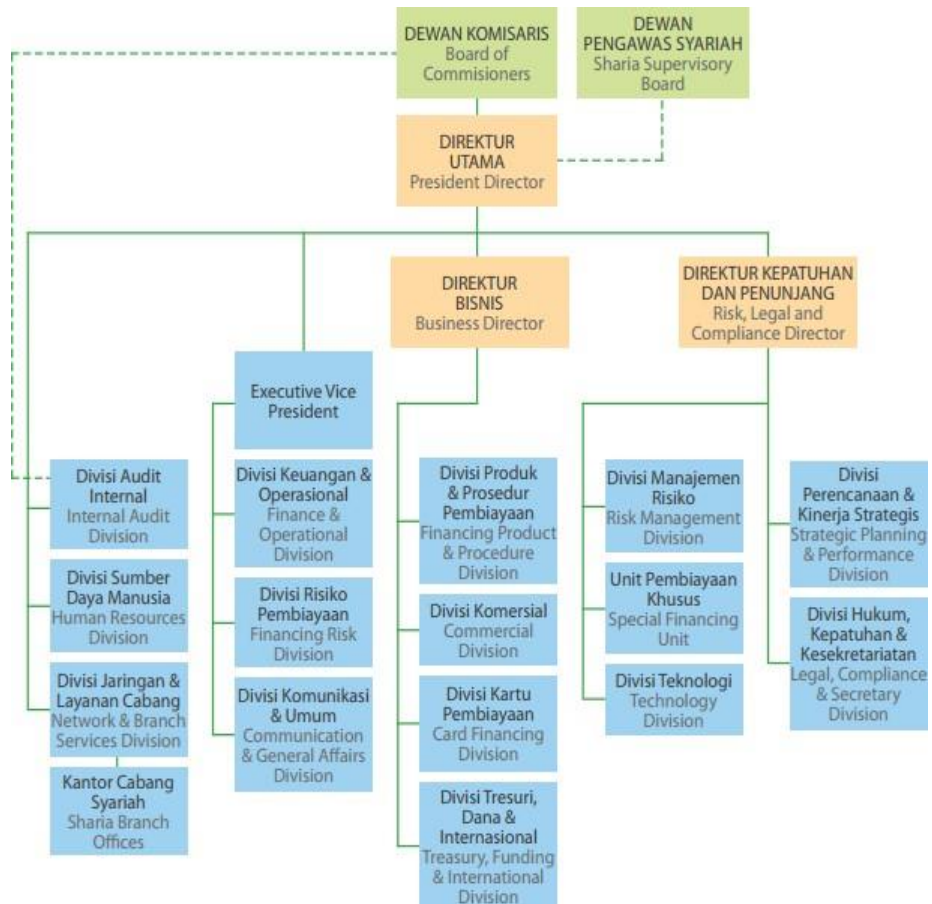 DEWAN KOMISARIS
Board of
Commisioners
DEWAN
PENGAWAS SYARIAH
Sharia Supervisory
Board
DIREKTUR
UTAMA
President Director
DIREKTUR
BISNIS
Business Director
DIREKTUR KEPATUHAN
DAN PENUNJANG
Risk, Legal and
Compliance Director
Executive Vice
President
Divisi Audit
Internal
Internal Audit
Division
Divisi Sumber
Daya Manusia
Human Resources
Division
Divisi Jaringan &
Layanan Cabang
Network & Branch
Services Division
Kantor Cabang
Syariah
Sharia Branch
Offices
Divisi Keuangan &
Operasional
Finance &
Operational
Division
Divisi Risiko
Pembiayaan
Financing Risk
Division
Divisi Komunikasi
& Umum
Communication
& General Affairs
Division
Divisi Produk
& Prosedur
Pembiayaan
Financing Product
& Procedure
Division
Divisi Komersial
Commercial
Division
Divisi Kartu
Pembiayaan
Card Financing
Division
Divisi Tresuri,
Dana &
Internasional
Treasury, Funding
& International
Division
Divisi Manajemen
Risiko
Risk Management
Division
Unit Pembiayaan
Khusus
Special Financing
Unit
Divisi Teknologi
Technology
Division
Divisi
Perencanaan &
Kinerja Strategis
Strategic Planning
& Performance
Division
Divisi Hukum,
Kepatuhan &
Kesekretariatan
Legal, Compliance
& Secretary
Division